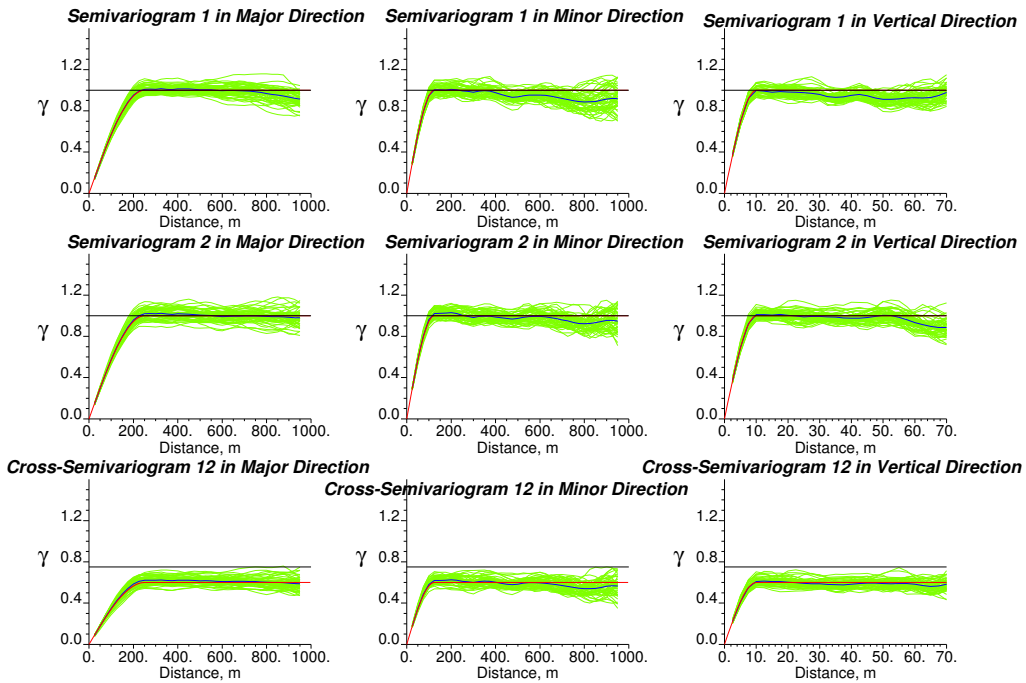 Semivariogram 1 in Major Direction
γ
1.2
0.8
0.4
0.0
0. 200. 400. 600. 800. 1000.
Distance, m
Semivariogram 1 in Minor Direction
γ
1.2
0.8
0.4
0.0
0. 200. 400. 600. 800. 1000.
Distance, m
Semivariogram 1 in Vertical Direction
γ
1.2
0.8
0.4
0.0
0. 10. 20. 30. 40. 50. 60. 70.
Distance, m
Semivariogram 2 in Major Direction
γ
1.2
0.8
0.4
0.0
0. 200. 400. 600. 800. 1000.
Distance, m
Semivariogram 2 in Minor Direction
γ
1.2
0.8
0.4
0.0
0. 200. 400. 600. 800. 1000.
Distance, m
Semivariogram 2 in Vertical Direction
γ
1.2
0.8
0.4
0.0
0. 10. 20. 30. 40. 50. 60. 70.
Distance, m
Cross-Semivariogram 12 in Major Direction
γ
1.2
0.8
0.4
0.0
0. 200. 400. 600. 800. 1000.
Distance, m
Cross-Semivariogram 12 in Minor Direction
γ
1.2
0.8
0.4
0.0
0. 200. 400. 600. 800. 1000.
Distance, m
Cross-Semivariogram 12 in Vertical Direction
γ
1.2
0.8
0.4
0.0
0. 10. 20. 30. 40. 50. 60. 70.
Distance, m